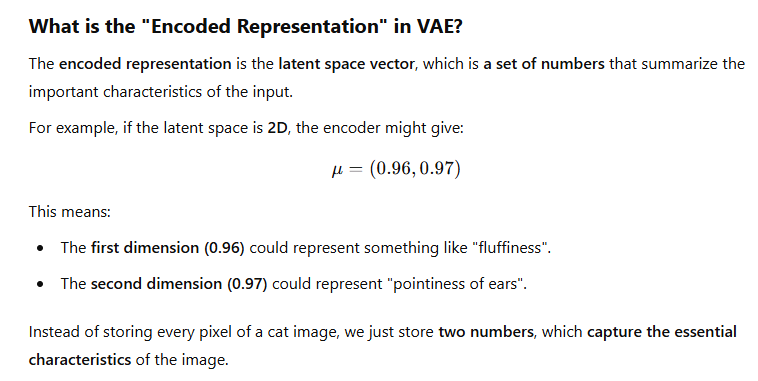 What is the "Encoded Representation" in VAE?
The encoded representation is the latent space vector, which is a set of numbers that summarize the
important characteristics of the input.
For example, if the latent space is 2D, the encoder might give:
μ = (0.96, 0.97)
This means:
• The first dimension (0.96) could represent something like "fluffiness".
• The second dimension (0.97) could represent "pointiness of ears".
Instead of storing every pixel of a cat image, we just store two numbers, which capture the essential
characteristics of the image.